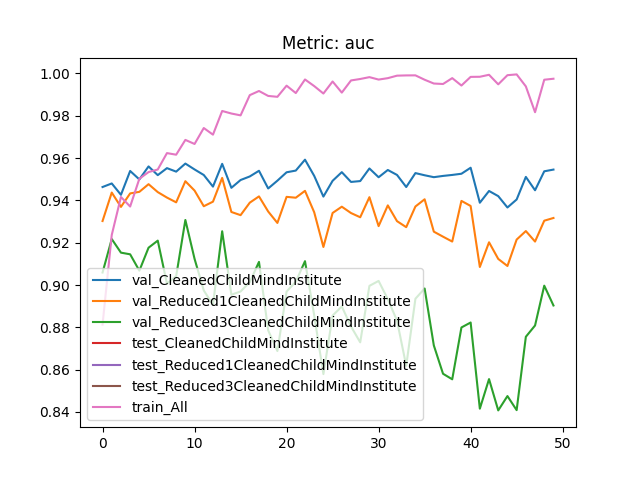 Metric: auc
1.00
0.98
0.96
0.94
0.92
0.90
0.88
0.86
0.84
val_CleanedChildMindInstitute
val_Reduced1CleanedChildMindInstitute
val_Reduced3CleanedChildMindInstitute
test_CleanedChildMindInstitute
test_Reduced1CleanedChildMindInstitute
test_Reduced3CleanedChildMindInstitute
train_All
0 10 20 30 40 50